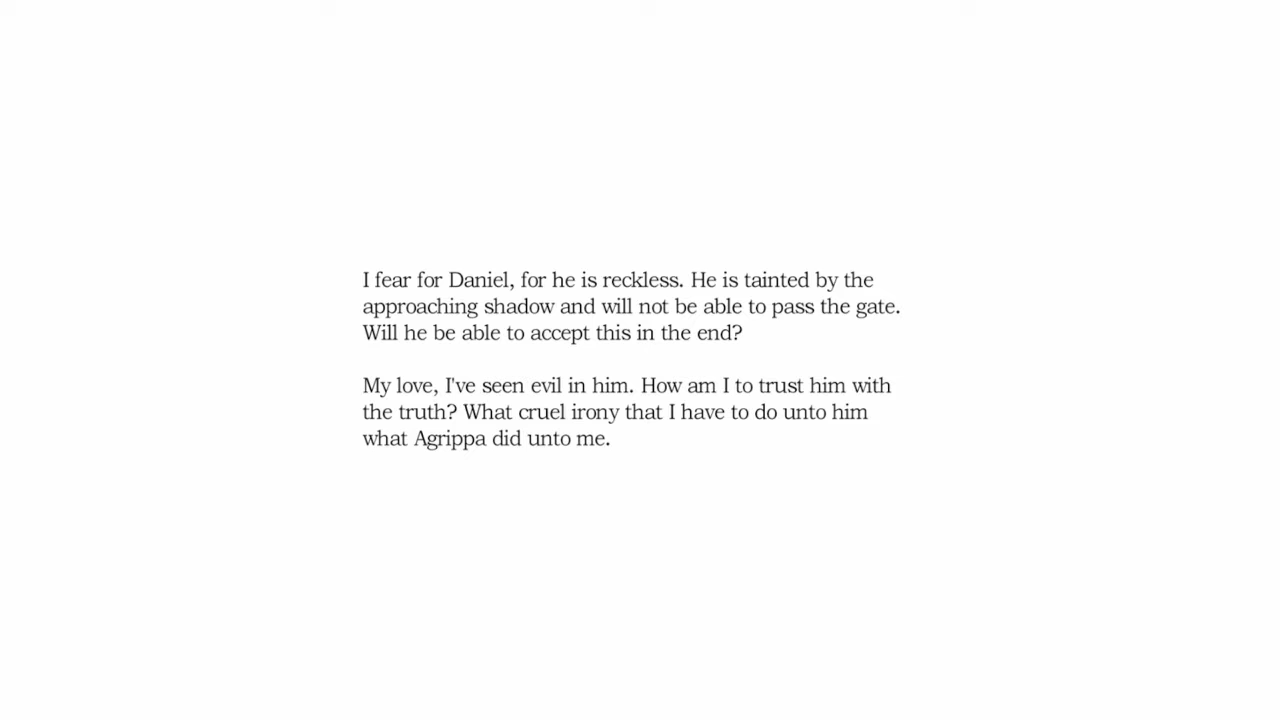 I fear for Daniel, for he is reckless. He is tainted by the
approaching shadow and will not be able to pass the gate.
Will he be able to accept this in the end?
My love, I've seen evil in him. How am I to trust him with
the truth? What cruel irony that I have to do unto him
what Agrippa did unto me.